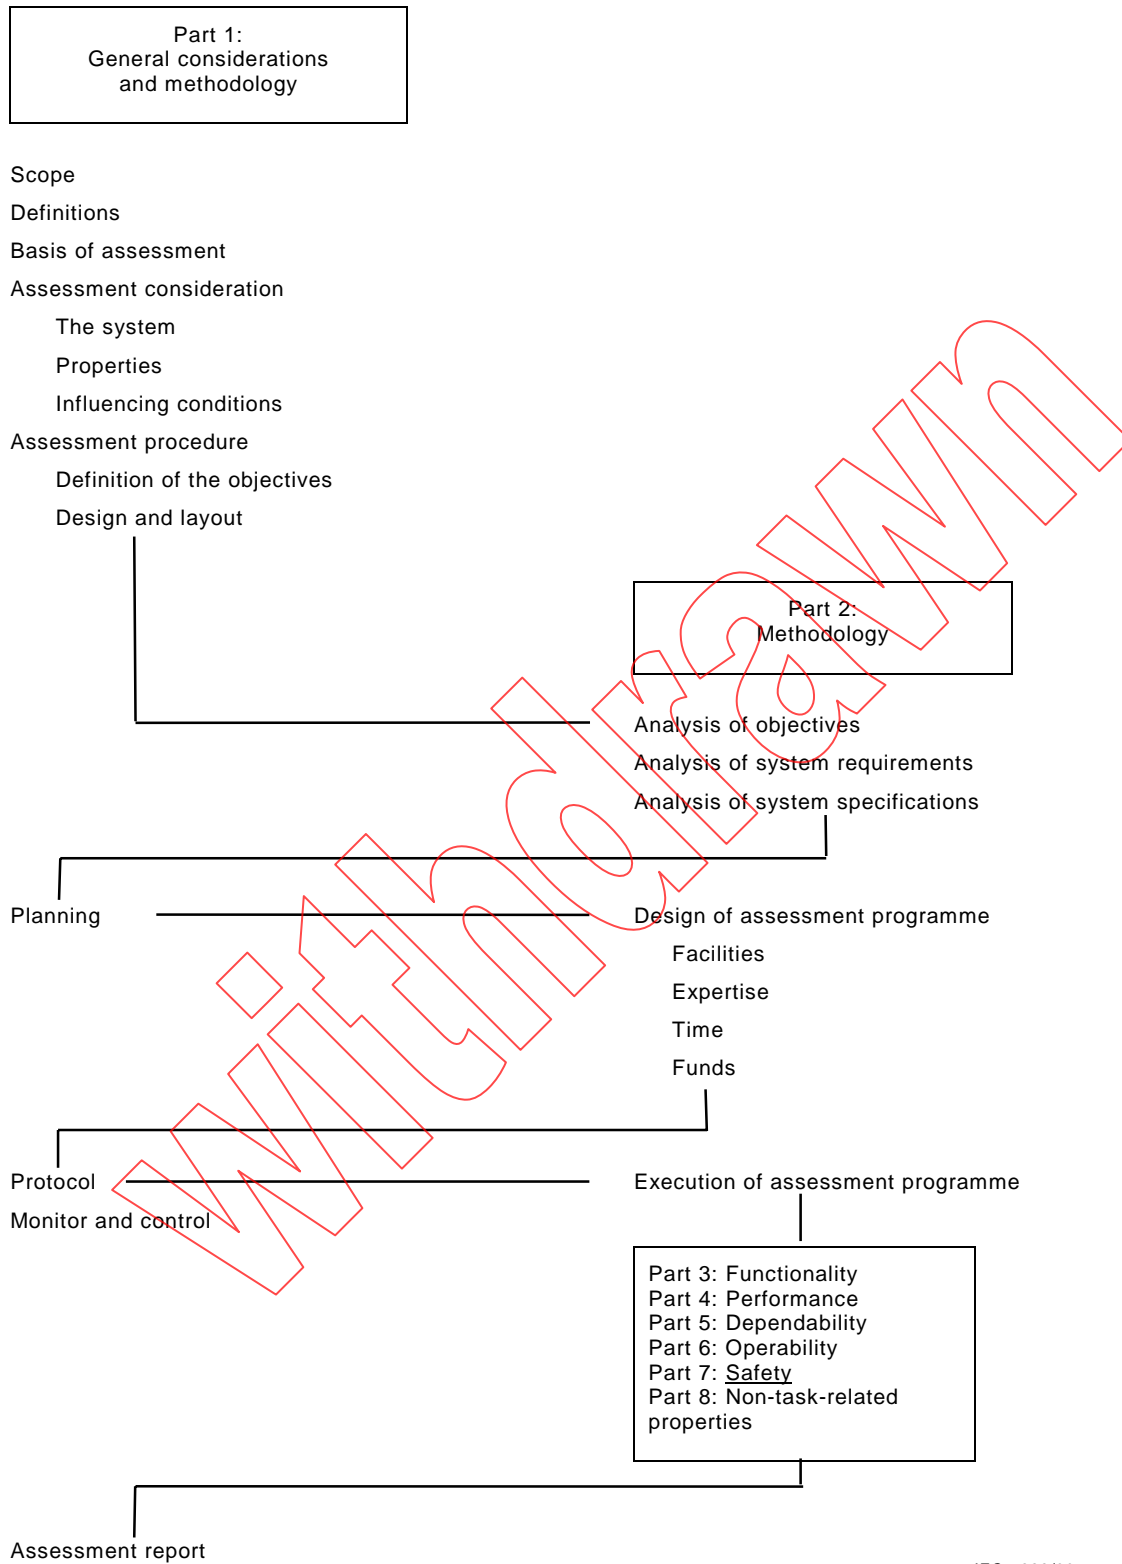 Part 1:
General considerations
and methodology
Scope
Definitions
Basis of assessment
Assessment consideration
The system
Properties
Influencing conditions
Assessment procedure
Definition of the objectives
Design and layout
Part 2:
Methodology
Analysis of objectives
Analysis of system requirements
Analysis of system specifications
Planning
Design of assessment programme
Facilities
Expertise
Time
Funds
Protocol
Execution of assessment programme
Monitor and control
Part 3: Functionality
Part 4: Performance
Part 5: Dependability
Part 6: Operability
Part 7: Safety
Part 8: Non-task-related
properties
Assessment report
withdrawn